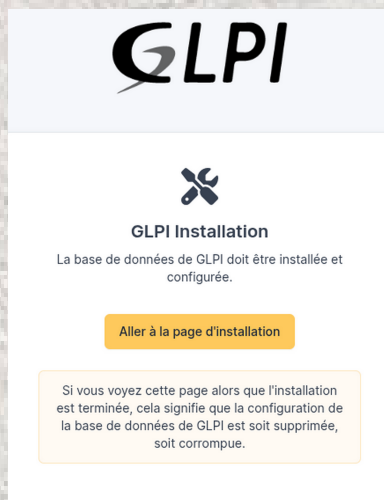 GLPI
GLPI Installation
La base de données de GLPI doit être installée et
configurée.
Aller à la page d'installation
Si vous voyez cette page alors que l'installation
est terminée, cela signifie que la configuration de
la base de données de GLPI est soit supprimée,
soit corrompue.